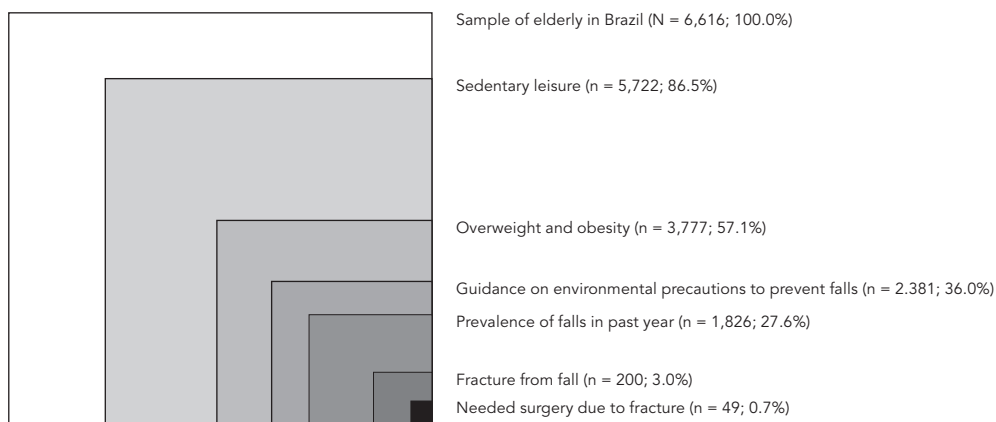 Sample of elderly in Brazil (N = 6,616; 100.0%)
Sedentary leisure (n = 5,722; 86.5%)
Overweight and obesity (n = 3,777; 57.1%)
Guidance on environmental precautions to prevent falls (n = 2.381; 36.0%)
Prevalence of falls in past year (n = 1,826; 27.6%)
Fracture from fall (n = 200; 3.0%)
Needed surgery due to fracture (n = 49; 0.7%)